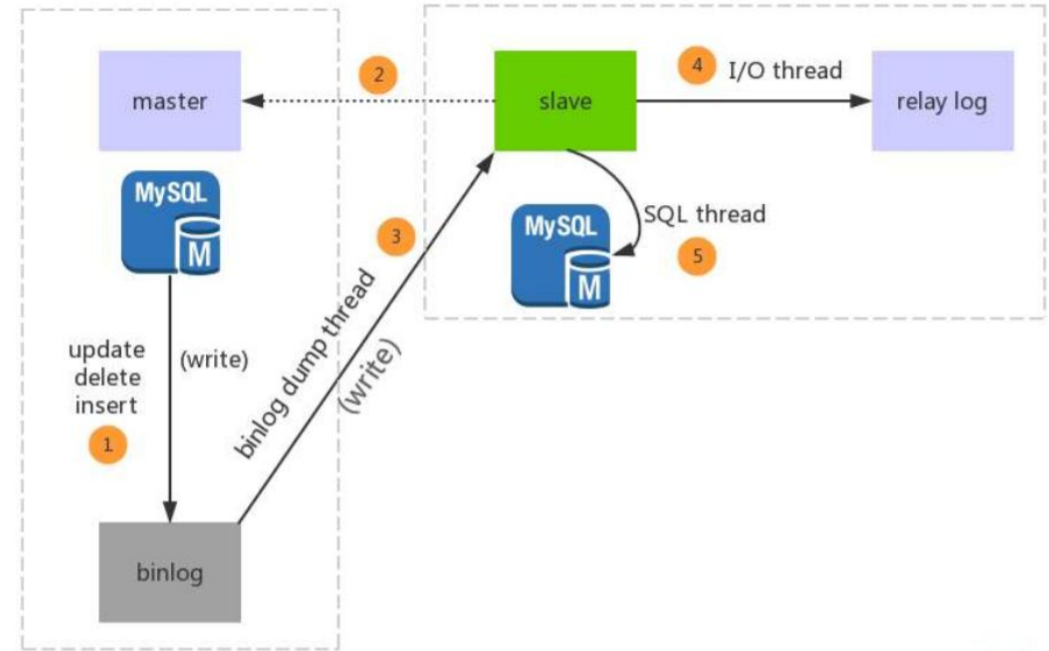 master
2
slave
4
I/O thread
relay log
MySQL
M
3
MySQL
M
SQL thread
5
update
delete
insert
(write)
1
binlog dump thread
(write)
binlog